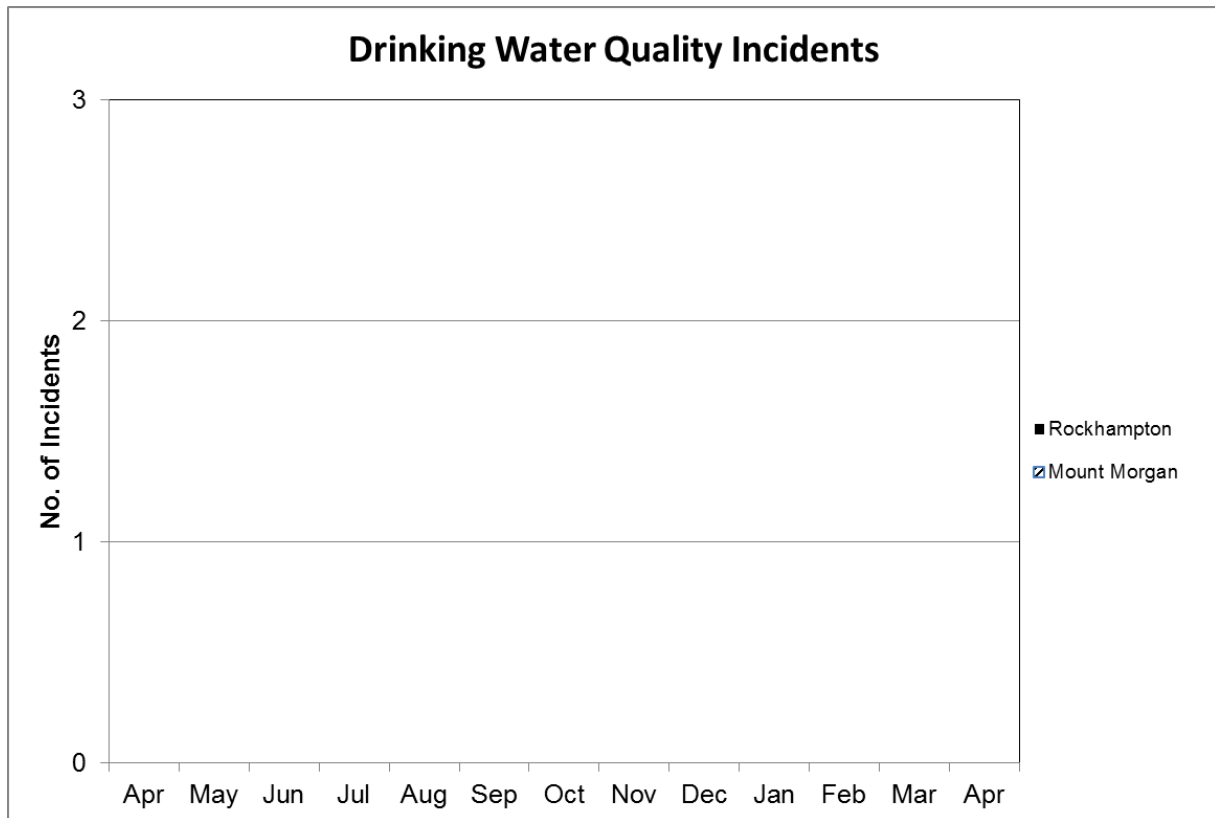 Drinking Water Quality Incidents
No. of Incidents
3
2
1
0
Apr May Jun Jul Aug Sep Oct Nov Dec Jan Feb Mar Apr
Rockhampton
Mount Morgan